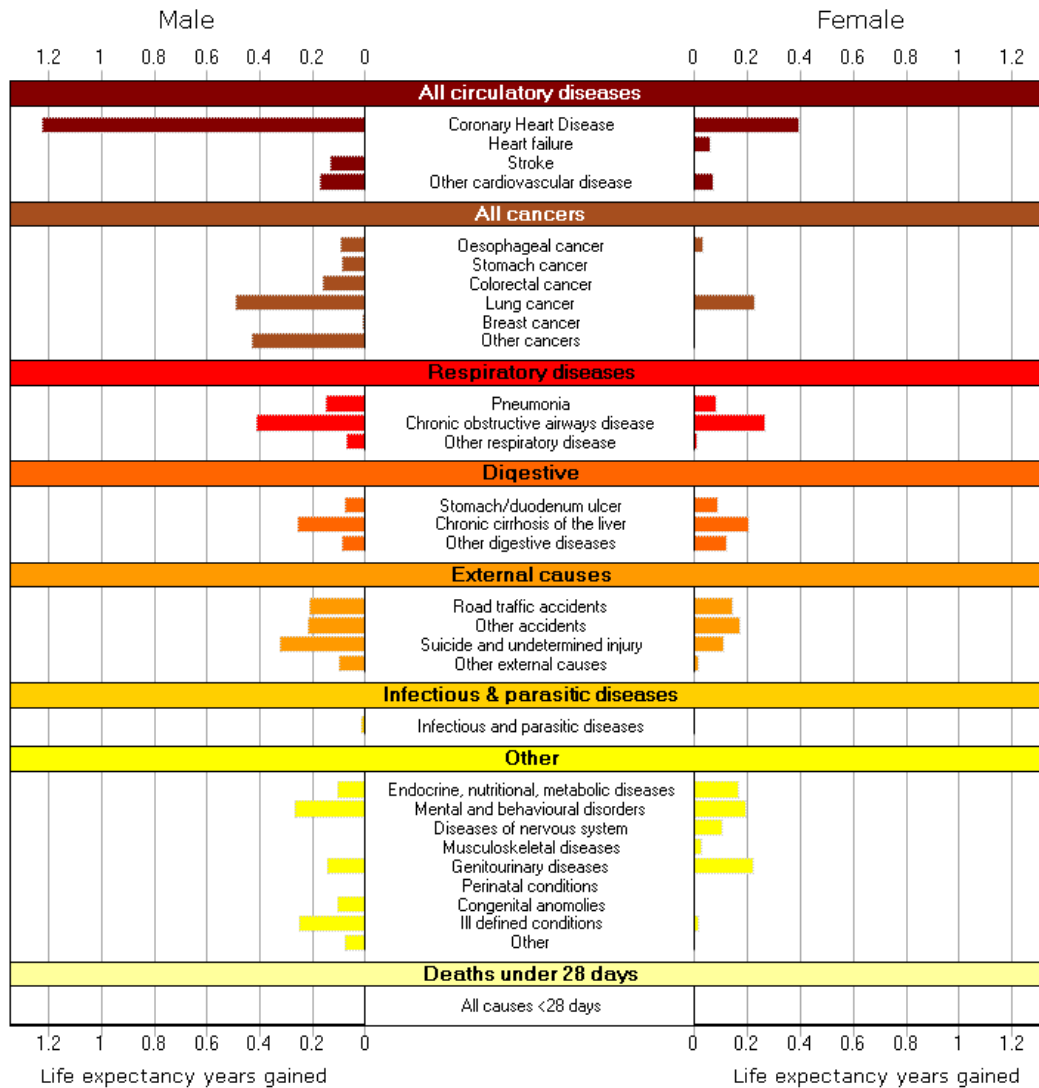 Male Female
1.2 1 0.8 0.6 0.4 0.2 0 0 0.2 0.4 0.6 0.8 1 1.2
All circulatory diseases
Coronary Heart Disease
Heart failure
Stroke
Other cardiovascular disease
All cancers
Oesophageal cancer
Stomach cancer
Colorectal cancer
Lung cancer
Breast cancer
Other cancers
Respiratory diseases
Pneumonia
Chronic obstructive airways disease
Other respiratory disease
Digestive
Stomach/duodenum ulcer
Chronic cirrhosis of the liver
Other digestive diseases
External causes
Road traffic accidents
Other accidents
Suicide and undetermined injury
Other external causes
Infectious & parasitic diseases
Infectious and parasitic diseases
Other
Endocrine, nutritional, metabolic diseases
Mental and behavioural disorders
Diseases of nervous system
Musculoskeletal diseases
Genitourinary diseases
Perinatal conditions
Congenital anomolies
Ill defined conditions
Other
Deaths under 28 days
All causes <28 days
1.2 1 0.8 0.6 0.4 0.2 0 0 0.2 0.4 0.6 0.8 1 1.2
Life expectancy years gained Life expectancy years gained